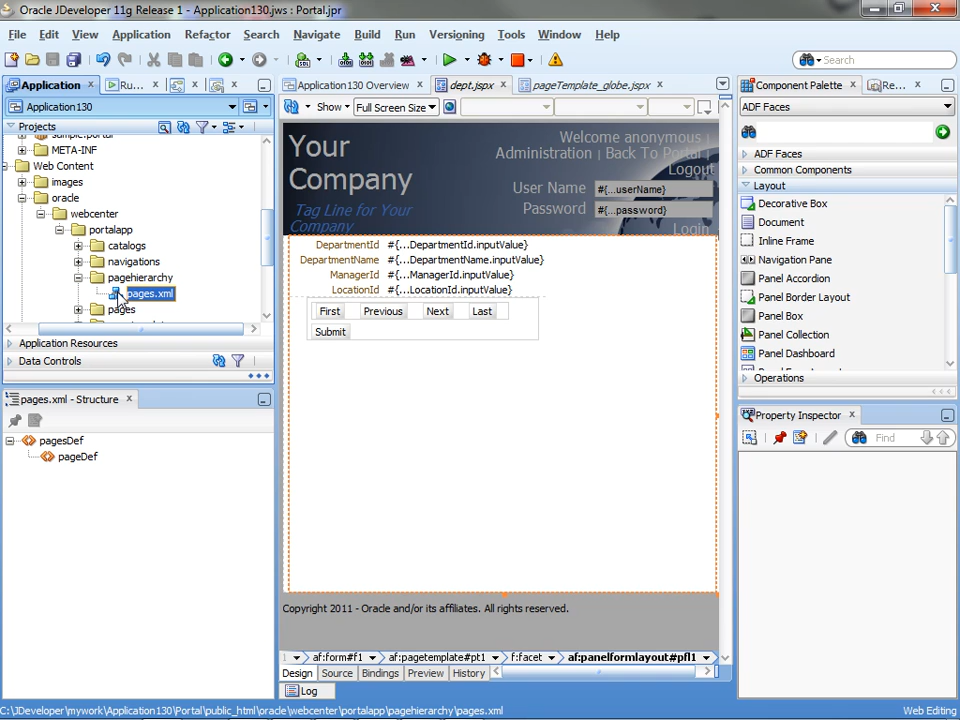 Oracle JDeveloper 11g Release 1 - Application130.jws : Portal.jpr
File Edit View Application Refactor Search Navigate Build Run Versioning Tools Window Help
Search
Application
Ru...
Application 130 Overview
dept.jspx
pageTemplate_globe.jspx
Component Palette
Re...
Application130
Show
Full Screen Size
ADF Faces
Projects
sample.portal
META-INF
Web Content
images
oracle
webcenter
portalapp
catalogs
navigations
pagehierarchy
pages.xml
pages
Application Resources
Data Controls
pages.xml - Structure
pagesDef
pageDef
Your
Company
Tag Line for Your
Company
Welcome anonymous |
Administration | Back To Portal |
Logout
User Name #{...userName}
Password #{...password}
Login
DepartmentId #{...DepartmentId.inputValue}
DepartmentName #{...DepartmentName.inputValue}
ManagerId #{...ManagerId.inputValue}
LocationId #{...LocationId.inputValue}
First Previous Next Last
Submit
Copyright 2011 - Oracle and/or its affiliates. All rights reserved.
af:form#f1
af:pagetemplate#pt1
f:facet
af:panelformlayout#pfl1
Design Source Bindings Preview History
Log
ADF Faces
Common Components
Layout
Decorative Box
Document
Inline Frame
Navigation Pane
Panel Accordion
Panel Border Layout
Panel Box
Panel Collection
Panel Dashboard
Operations
Property Inspector
Find
C:\JDeveloper\mywork\Application130\Portal\public_html\oracle\webcenter\portalapp\pagehierarchy\pages.xml
Web Editing